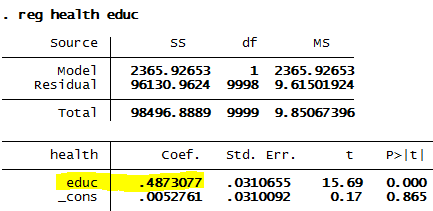 . reg health educ
Source SS df MS
Model 2365.92653 1 2365.92653
Residual 96130.9624 9998 9.61501924
Total 98496.8889 9999 9.85067396
health Coef. Std. Err. t P>|t|
educ .4873077 .0310655 15.69 0.000
_cons .0052761 .0310092 0.17 0.865